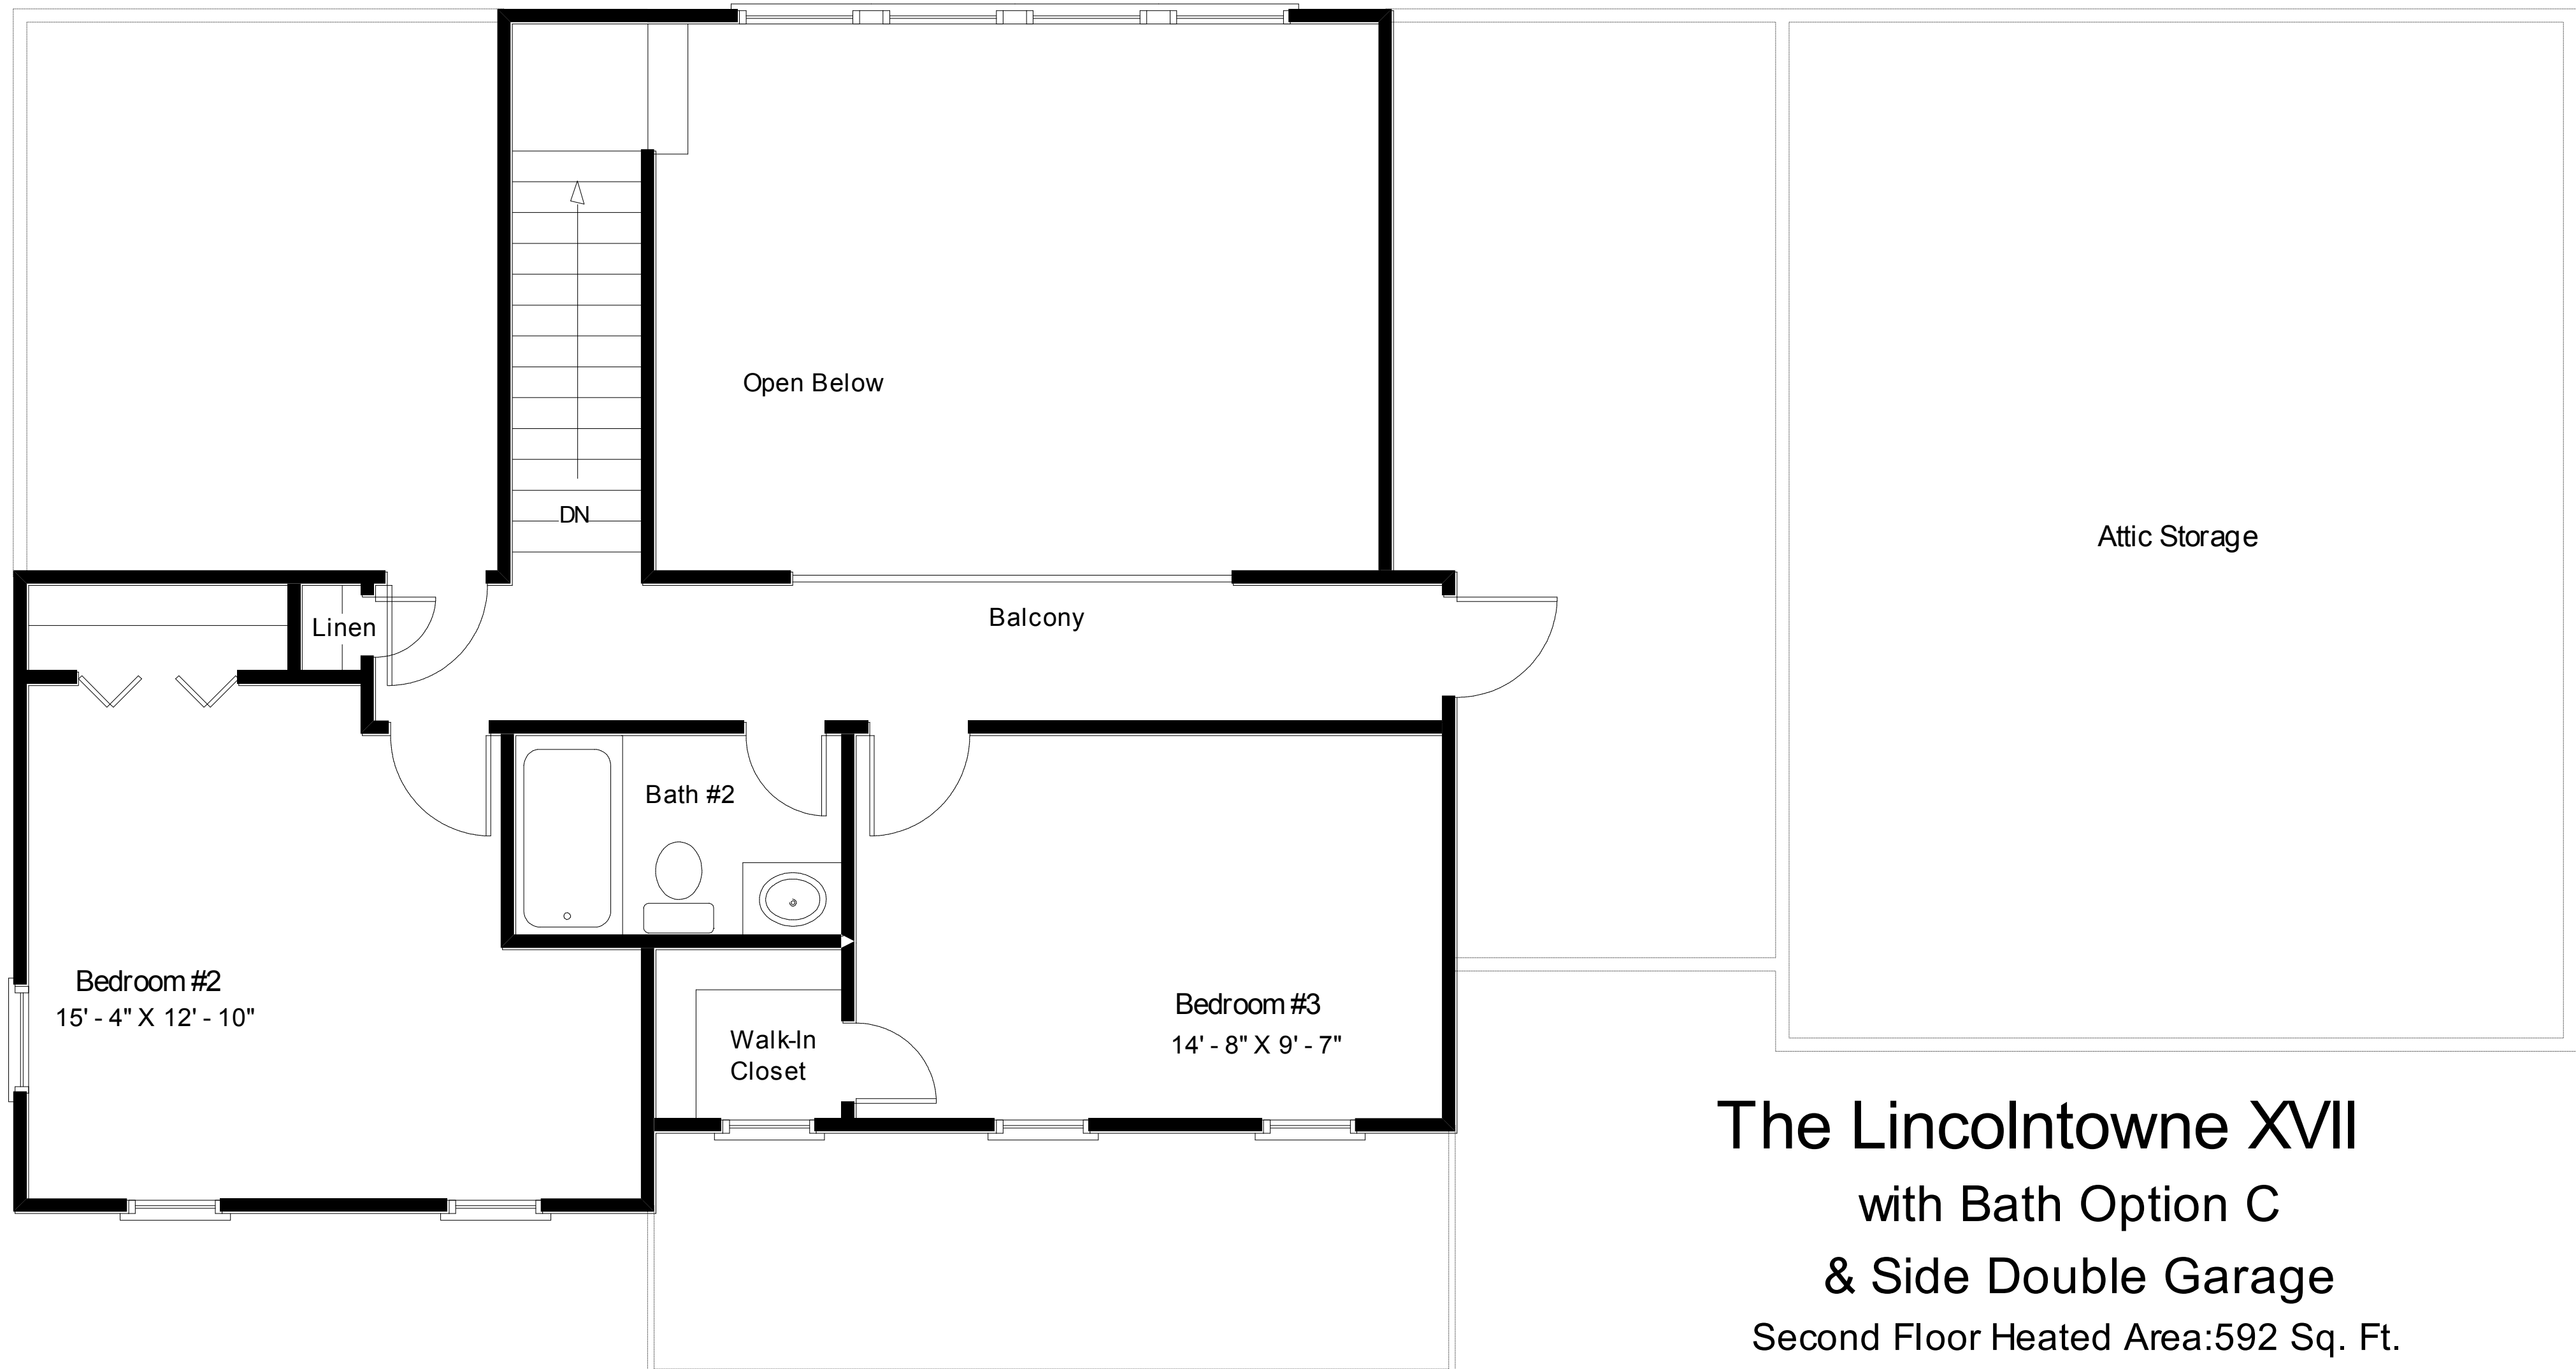 Open Below
DN
Attic Storage
Linen
Balcony
Bath #2
Bedroom #2
15' - 4" X 12' - 10"
Walk-In
Closet
Bedroom #3
14' - 8" X 9' - 7"
The Lincolntowne XVII
with Bath Option C
& Side Double Garage
Second Floor Heated Area:592 Sq. Ft.